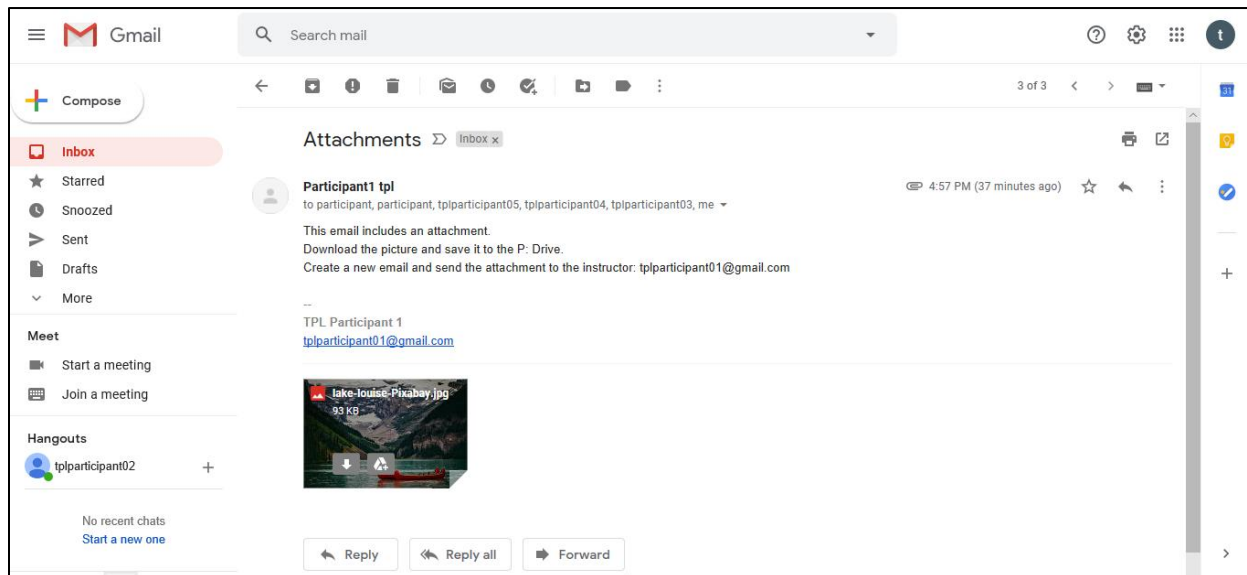 Gmail
Search mail
t
Compose
3 of 3
31
Inbox
Starred
Snoozed
Sent
Drafts
More
Meet
Start a meeting
Join a meeting
Hangouts
tplparticipant02
No recent chats
Start a new one
Attachments Inbox x
Participant1 tpl
4:57 PM (37 minutes ago)
to participant, participant, tplparticipant05, tplparticipant04, tplparticipant03, me
This email includes an attachment.
Download the picture and save it to the P: Drive.
Create a new email and send the attachment to the instructor: tplparticipant01@gmail.com
--
TPL Participant 1
tplparticipant01@gmail.com
lake-louise-Pixabay.jpg
93 KB
Reply Reply all Forward